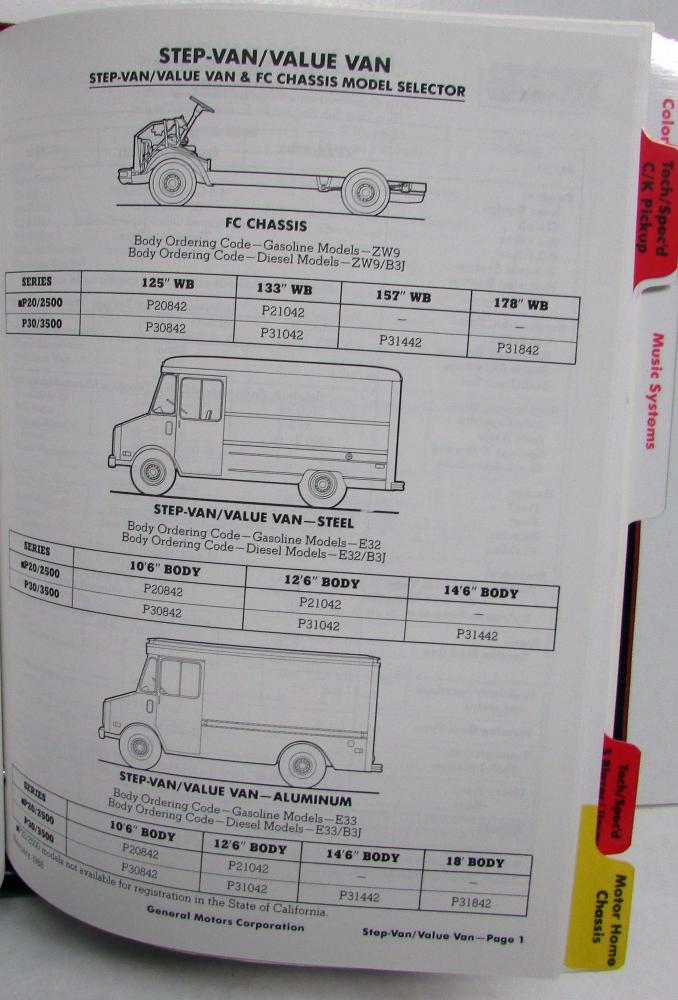 STEP-VAN/VALUE VAN
STEP-VAN/VALUE VAN & FC CHASSIS MODEL SELECTOR
FC CHASSIS
Body Ordering Code—Gasoline Models—ZW9
Body Ordering Code—Diesel Models—ZW9/B3J
SERIES 125″ WB 133″ WB 157″ WB 178″ WB
■P20/2500 P20842 P21042 — —
P30/3500 P30842 P31042 P31442 P31842
STEP-VAN/VALUE VAN—STEEL
Body Ordering Code—Gasoline Models—E32
Body Ordering Code—Diesel Models—E32/B3J
SERIES 10′6″ BODY 12′6″ BODY 14′6″ BODY
■P20/2500 P20842 P21042 —
P30/3500 P30842 P31042 P31442
STEP-VAN/VALUE VAN—ALUMINUM
Body Ordering Code—Gasoline Models—E33
Body Ordering Code—Diesel Models—E33/B3J
SERIES 10′6″ BODY 12′6″ BODY 14′6″ BODY 18′ BODY
■P20/2500 P20842 P21042 — —
P30/3500 P30842 P31042 P31442 P31842
models not available for registration in the State of California.
1988
General Motors Corporation
Step-Van/Value Van—Page 1
Color
Tech/Spec'd
C/K Pickup
Music Systems
Tech/Spec'd
Motor Home
Chassis